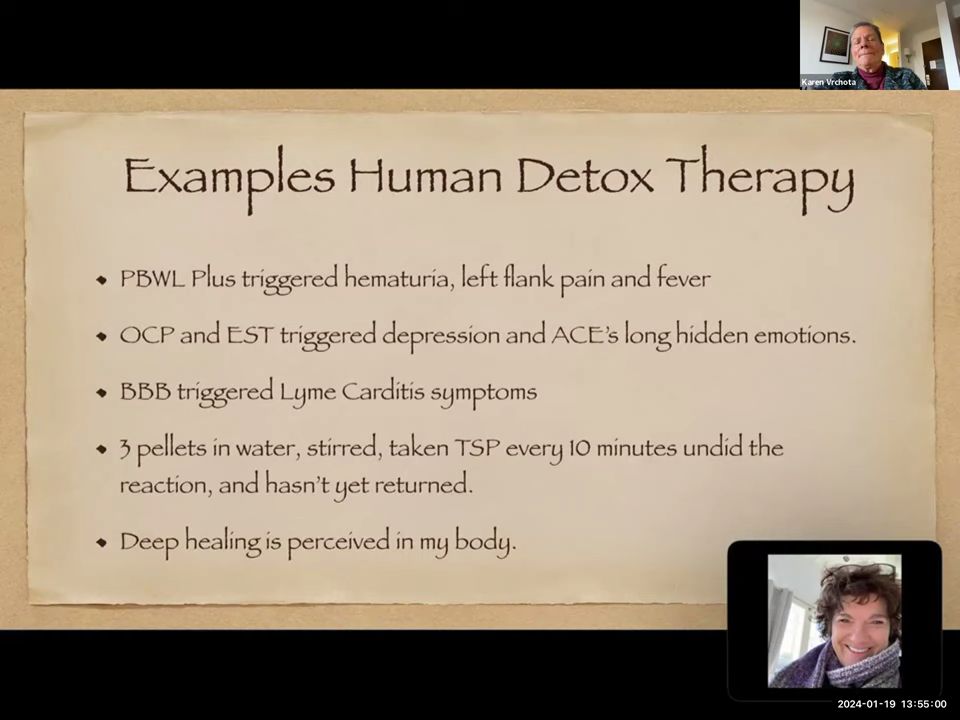 Karen Vrchota
Examples Human Detox Therapy
PBWL Plus triggered hematuria, left flank pain and fever
OCP and EST triggered depression and ACE's long hidden emotions.
BBB triggered Lyme Carditis symptoms
3 pellets in water, stirred, taken TSP every 10 minutes undid the
reaction, and hasn't yet returned.
Deep healing is perceived in my body.
2024-01-19 13:55:00